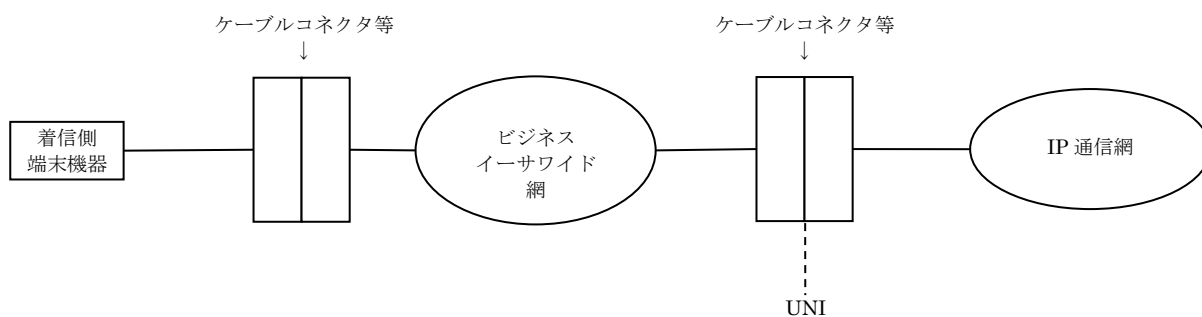 ケーブルコネクタ等
↓
ケーブルコネクタ等
↓
着信側
端末機器
ビジネス
イーサワイド
網
IP 通信網
UNI